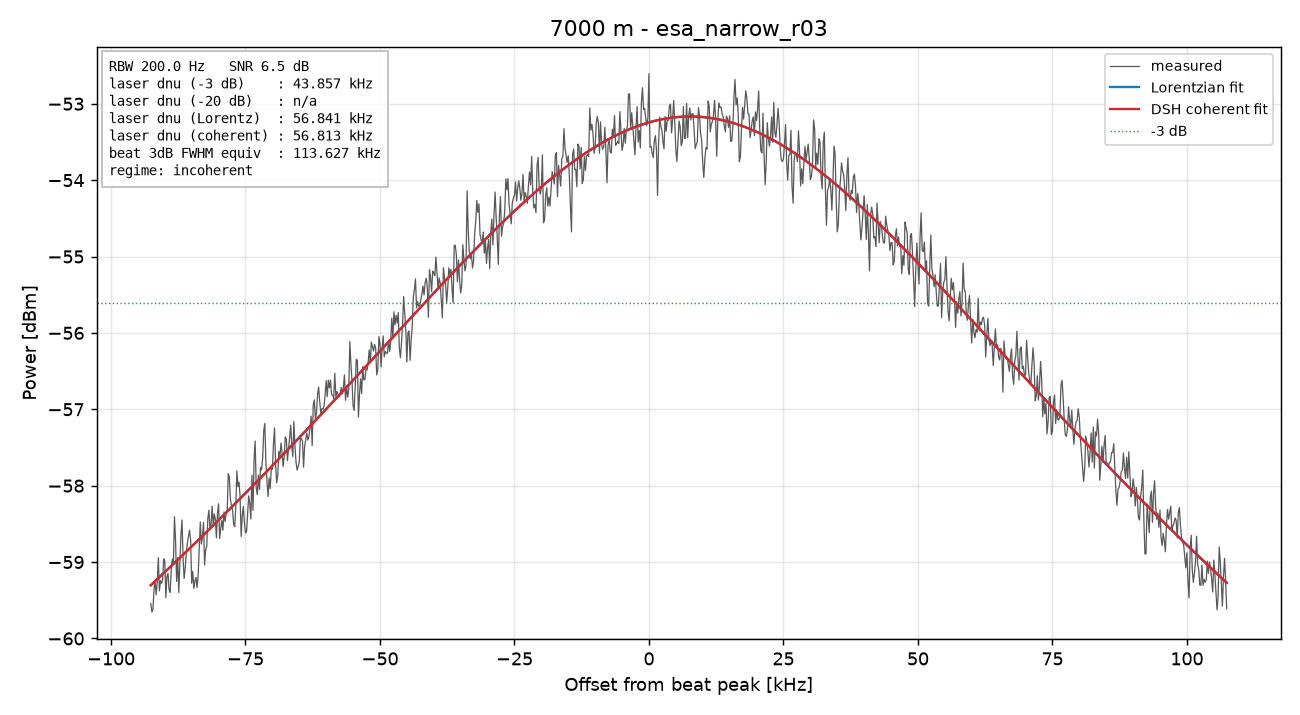 7000 m - esa_narrow_r03
RBW 200.0 Hz   SNR 6.5 dB
laser dnu (-3 dB)    : 43.857 kHz
laser dnu (-20 dB)   : n/a
laser dnu (Lorentz)  : 56.841 kHz
laser dnu (coherent) : 56.813 kHz
beat 3dB FWHM equiv  : 113.627 kHz
regime: incoherent
measured
Lorentzian fit
DSH coherent fit
-3 dB
Power [dBm]
−53
−54
−55
−56
−57
−58
−59
−60
−100 −75 −50 −25 0 25 50 75 100
Offset from beat peak [kHz]